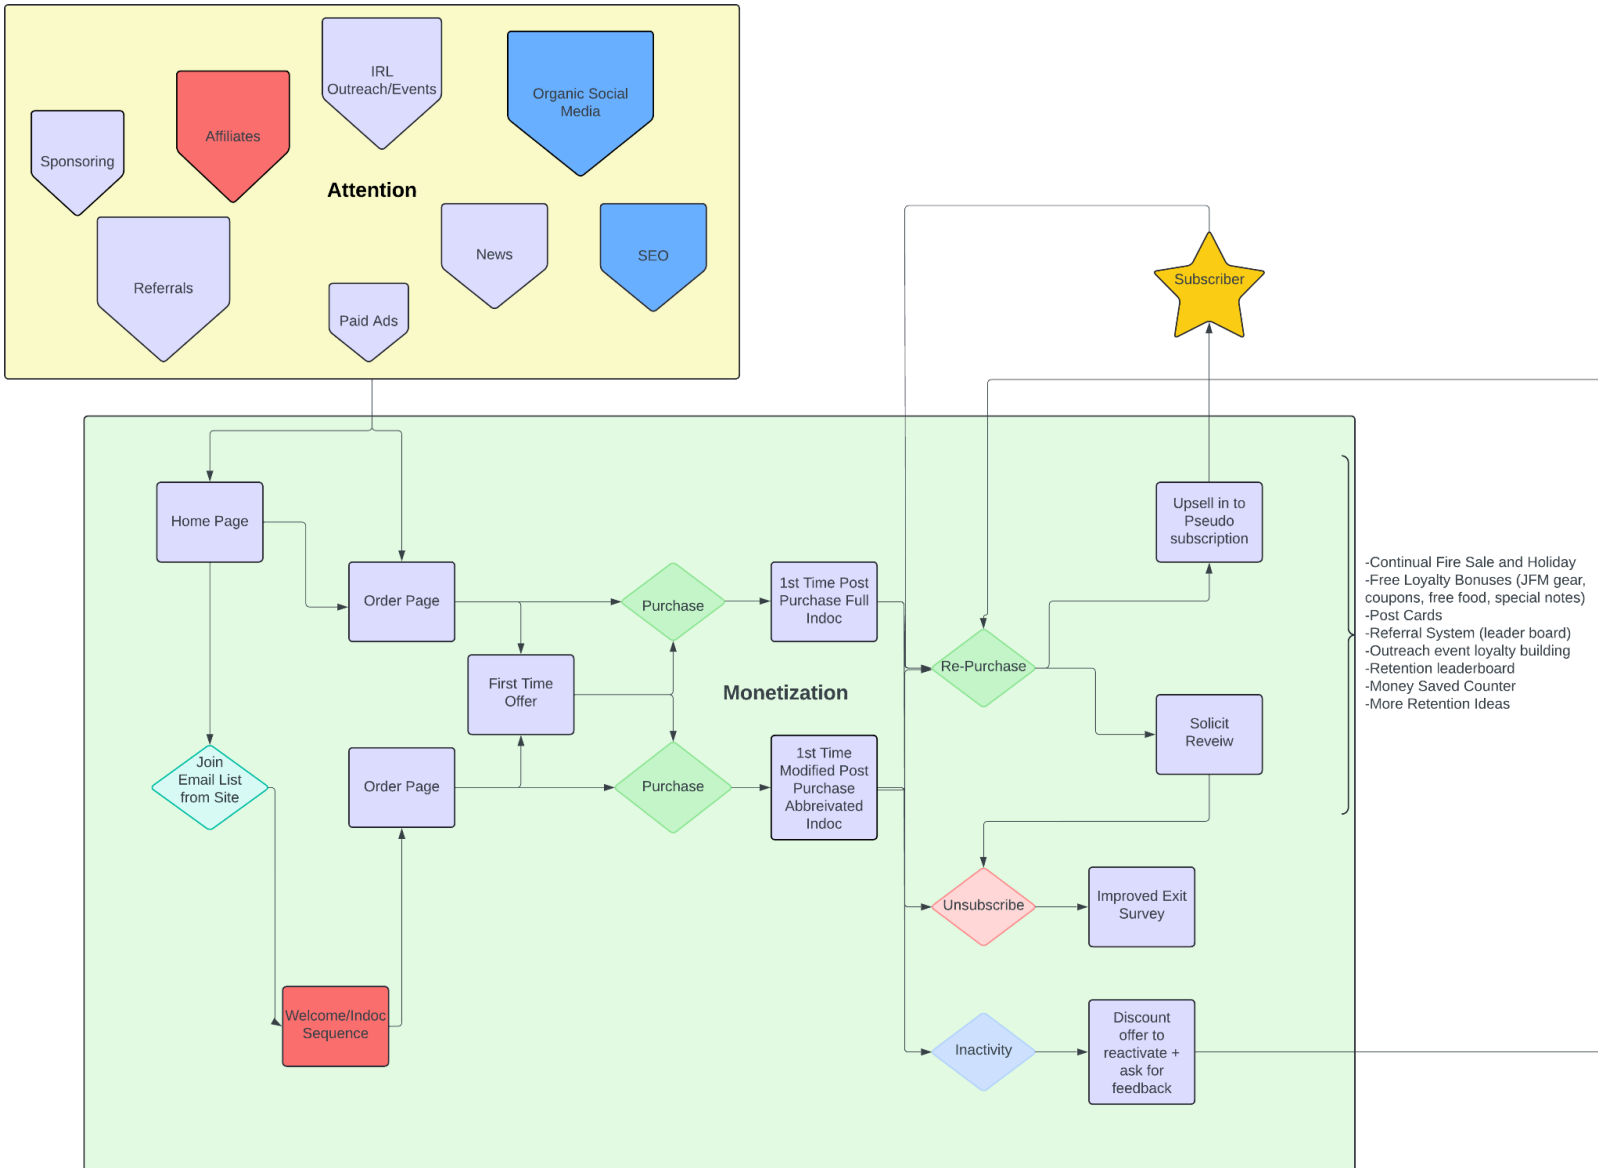 IRL
Outreach/Events
Organic Social
Media
Affiliates
Sponsoring
Attention
News
SEO
Referrals
Paid Ads
Subscriber
Home Page
Upsell in to
Pseudo
subscription
Order Page
Purchase
1st Time Post
Purchase Full
Indoc
-Continual Fire Sale and Holiday
-Free Loyalty Bonuses (JFM gear,
coupons, free food, special notes)
-Post Cards
-Referral System (leader board)
-Outreach event loyalty building
-Retention leaderboard
-Money Saved Counter
-More Retention Ideas
Re-Purchase
First Time
Offer
Monetization
Solicit
Reveiw
Join
Email List
from Site
Order Page
Purchase
1st Time
Modified Post
Purchase
Abbreivated
Indoc
Unsubscribe
Improved Exit
Survey
Welcome/Indoc
Sequence
Inactivity
Discount
offer to
reactivate +
ask for
feedback